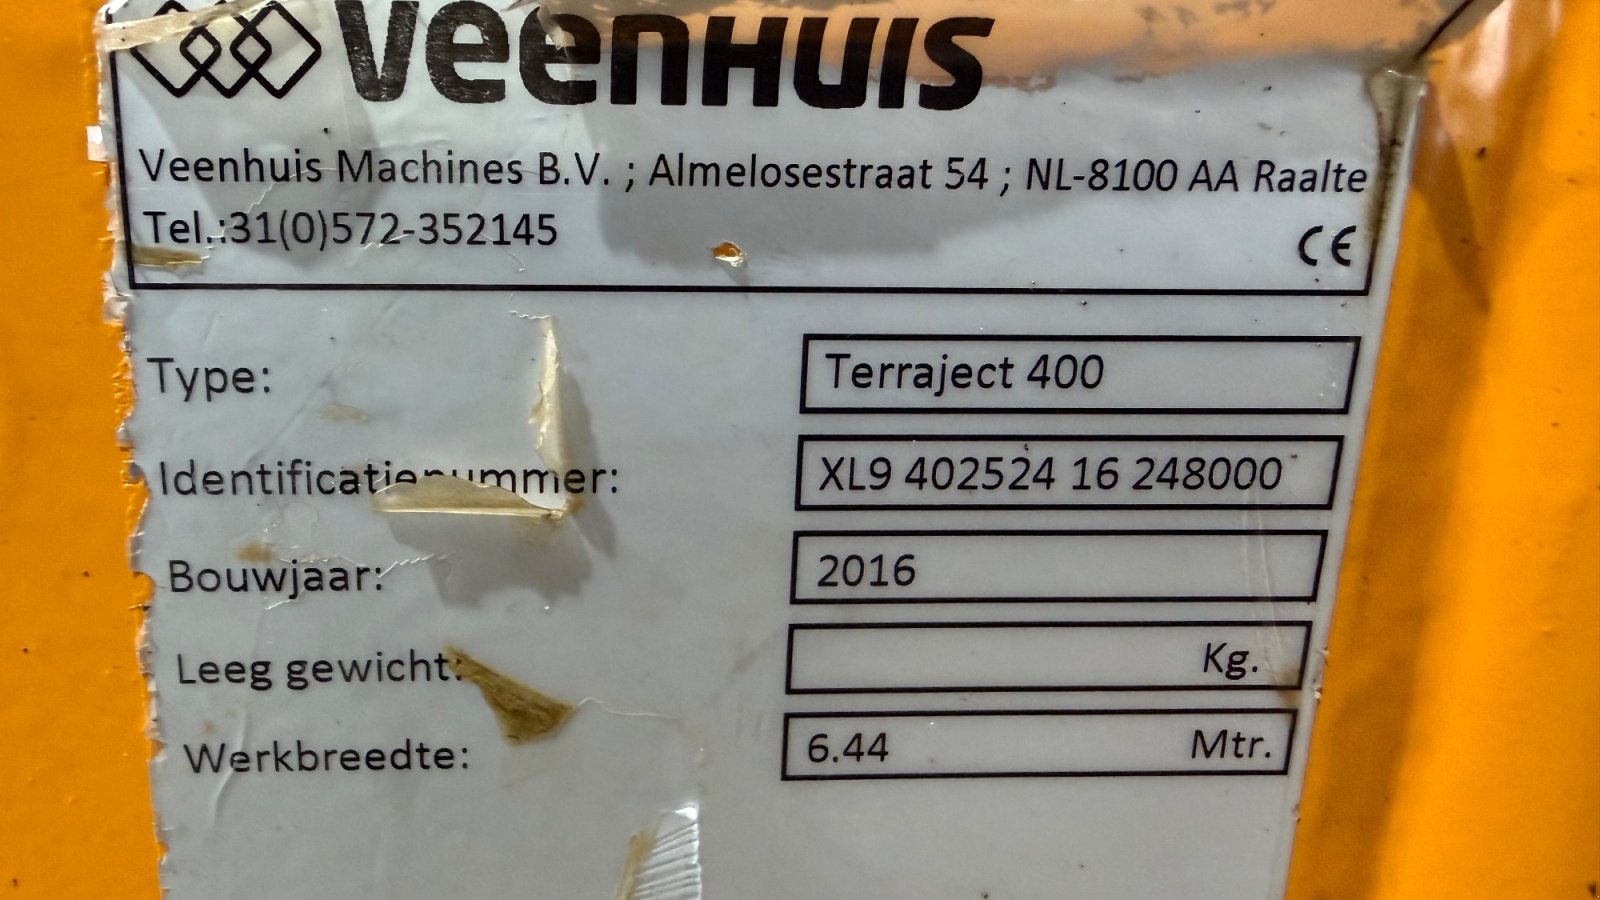 veenhuis
Veenhuis Machines B.V. ; Almelosestraat 54 ; NL-8100 AA Raalte
Tel.:31(0)572-352145
CE
Type: Terraject 400
Identificatienummer: XL9 402524 16 248000
Bouwjaar: 2016
Leeg gewicht: Kg.
Werkbreedte: 6.44 Mtr.